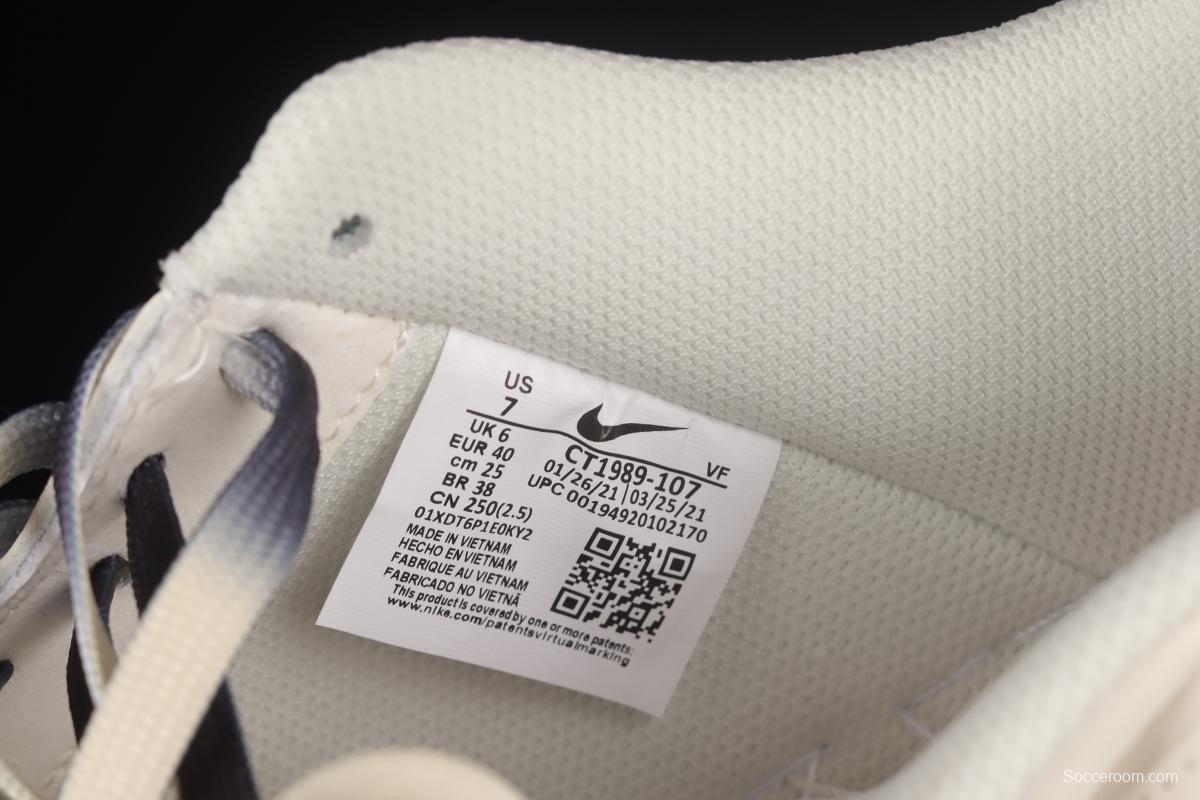 US
7
UK 6
EUR 40
cm 25
BR 38
CN 250(2.5)
01XDT6P1E0KY2
VF
CT1989-107
01/26/21|03/25/21
UPC 00194920102170
MADE IN VIETNAM
HECHO EN VIETNAM
FABRIQUE AU VIETNAM
FABRICADO NO VIETNÃ
This product is covered by one or more patents:
www.nike.com/patentsvirtualmarking
Socceroom.com